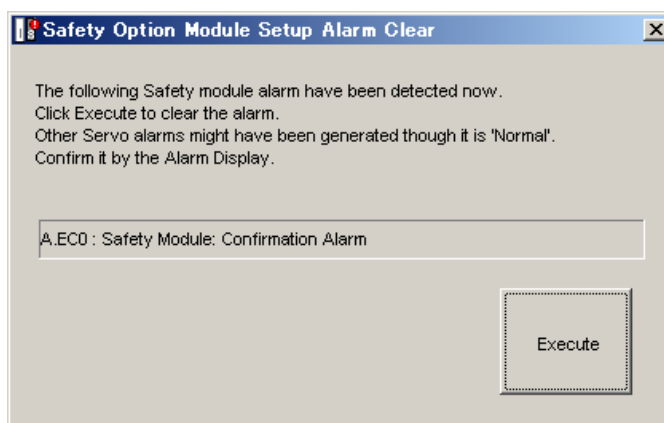 Safety Option Module Setup Alarm Clear
The following Safety module alarm have been detected now.
Click Execute to clear the alarm.
Other Servo alarms might have been generated though it is 'Normal'.
Confirm it by the Alarm Display.
A.EC0 : Safety Module: Confirmation Alarm
Execute